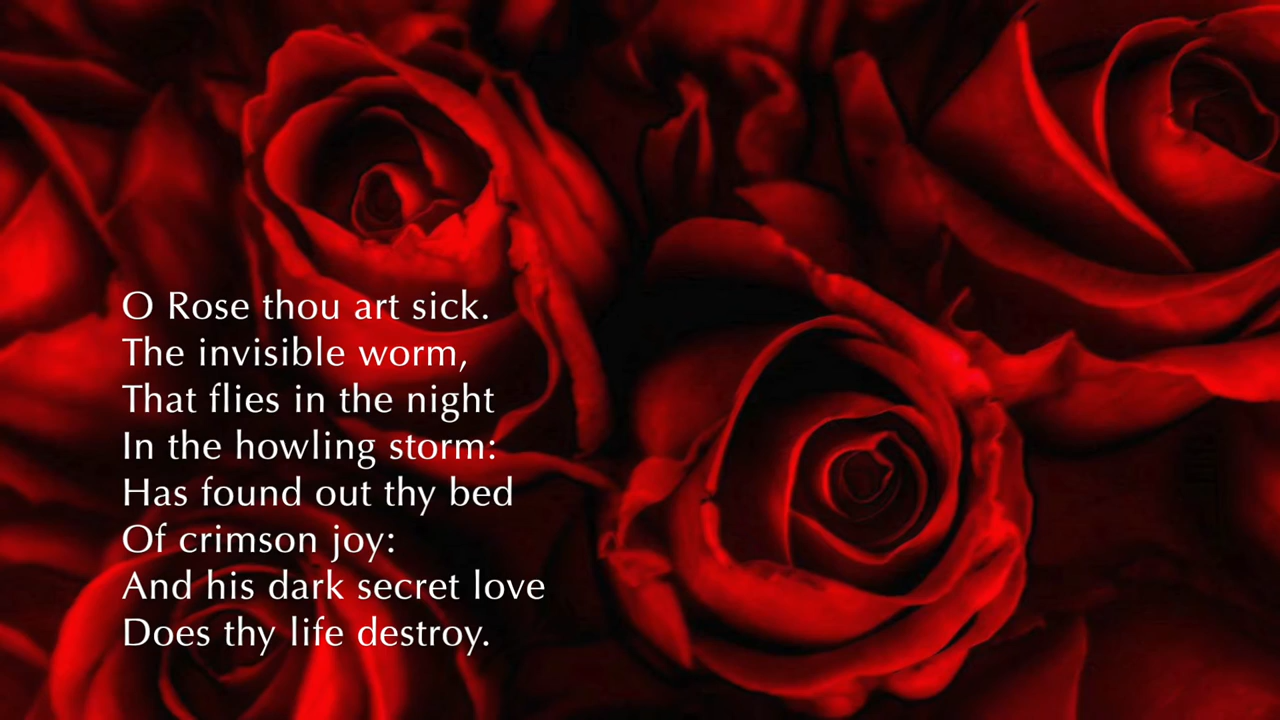 O Rose thou art sick.
The invisible worm,
That flies in the night
In the howling storm:
Has found out thy bed
Of crimson joy:
And his dark secret love
Does thy life destroy.